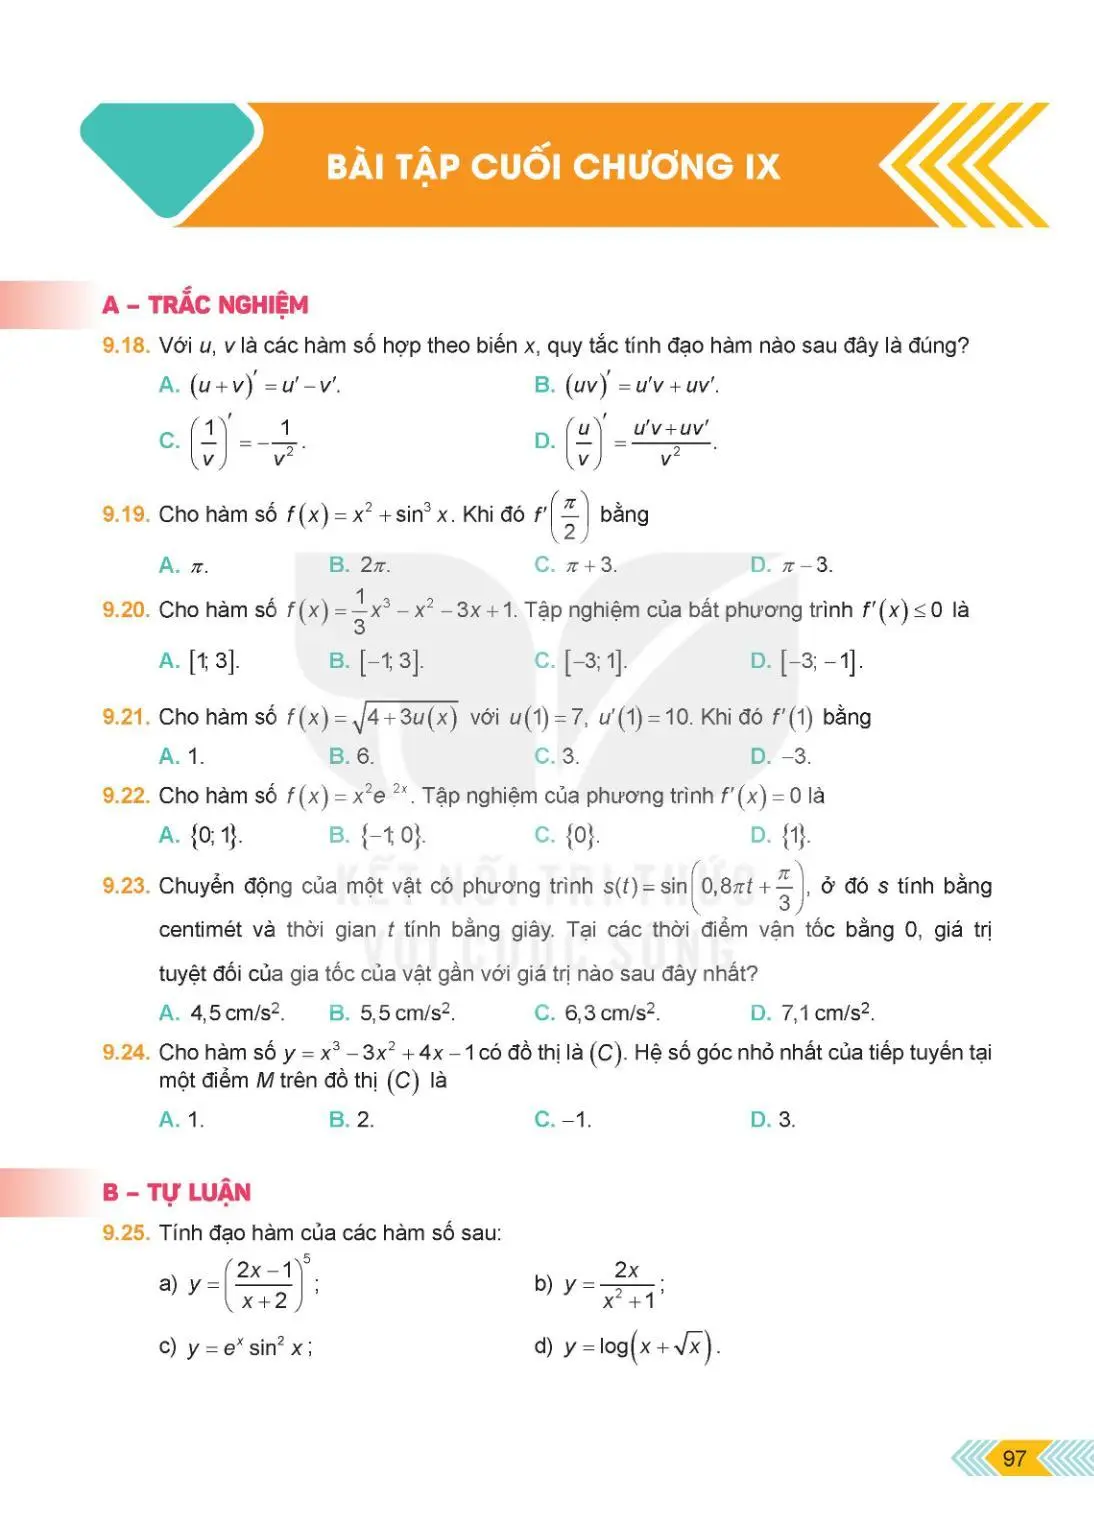 BÀI TẬP CUỐI CHƯƠNG IX
A – TRẮC NGHIỆM
9.18. Với u, v là các hàm số hợp theo biến x, quy tắc tính đạo hàm nào sau đây là đúng?
A. (u + v)′ = u′ – v′. B. (uv)′ = u′v + uv′.
C. (1/v)′ = –1/v². D. (u/v)′ = (u′v + uv′)/v².
9.19. Cho hàm số f(x) = x² + sin³ x. Khi đó f′(π/2) bằng
A. π. B. 2π. C. π + 3. D. π – 3.
9.20. Cho hàm số f(x) = 1/3 x³ – x² – 3x + 1. Tập nghiệm của bất phương trình f′(x) ≤ 0 là
A. [1; 3]. B. [–1; 3]. C. [–3; 1]. D. [–3; –1].
9.21. Cho hàm số f(x) = √(4 + 3u(x)) với u(1) = 7, u′(1) = 10. Khi đó f′(1) bằng
A. 1. B. 6. C. 3. D. –3.
9.22. Cho hàm số f(x) = x²e ²ˣ. Tập nghiệm của phương trình f′(x) = 0 là
A. {0; 1}. B. {–1; 0}. C. {0}. D. {1}.
9.23. Chuyển động của một vật có phương trình s(t) = sin(0,8πt + π/3), ở đó s tính bằng
centimét và thời gian t tính bằng giây. Tại các thời điểm vận tốc bằng 0, giá trị
tuyệt đối của gia tốc của vật gần với giá trị nào sau đây nhất?
A. 4,5 cm/s². B. 5,5 cm/s². C. 6,3 cm/s². D. 7,1 cm/s².
9.24. Cho hàm số y = x³ – 3x² + 4x – 1 có đồ thị là (C). Hệ số góc nhỏ nhất của tiếp tuyến tại
một điểm M trên đồ thị (C) là
A. 1. B. 2. C. –1. D. 3.
KẾT NỐI TRI THỨC
VỚI CUỘC SỐNG
B – TỰ LUẬN
9.25. Tính đạo hàm của các hàm số sau:
a) y = ((2x – 1)/(x + 2))⁵; b) y = 2x/(x² + 1);
c) y = eˣ sin² x; d) y = log(x + √x).
97